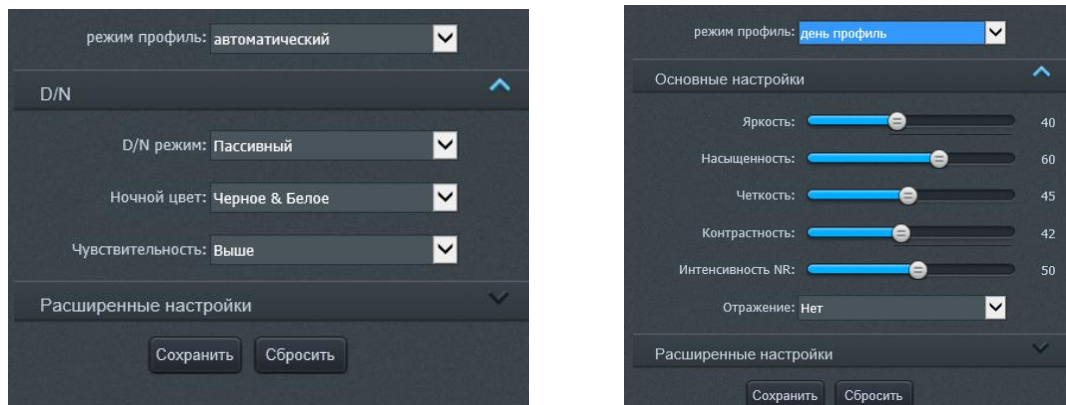 режим профиль: автоматический
D/N
D/N режим: Пассивный
Ночной цвет: Черное & Белое
Чувствительность: Выше
Расширенные настройки
Сохранить Сбросить
режим профиль: день профиль
Основные настройки
Яркость: 40
Насыщенность: 60
Четкость: 45
Контрастность: 42
Интенсивность NR: 50
Отражение: Нет
Расширенные настройки
Сохранить Сбросить